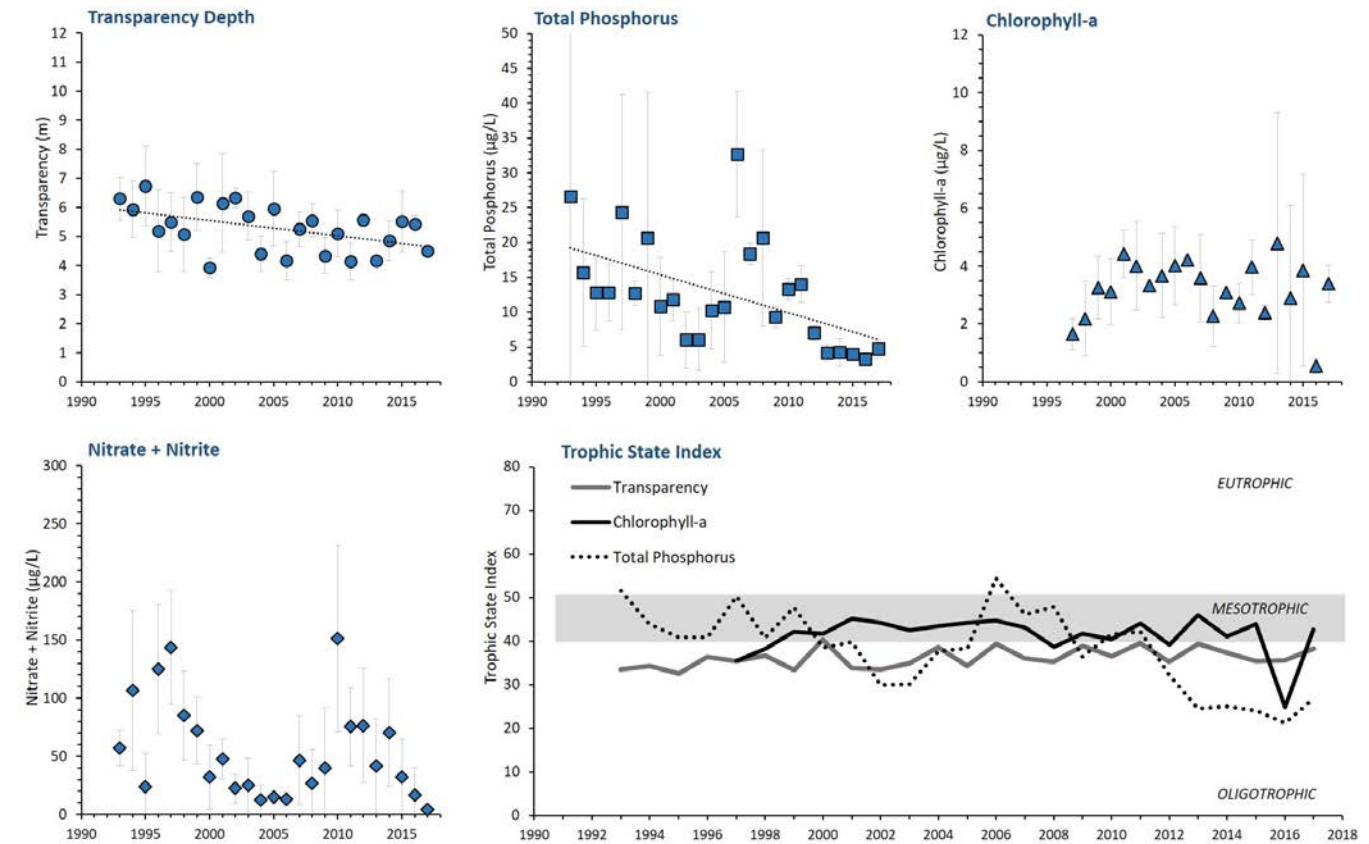 Transparency Depth
Transparency (m)
12
11
10
9
8
7
6
5
4
3
2
1
0
1990 1995 2000 2005 2010 2015
Total Phosphorus
Total Posphorus (µg/L)
50
45
40
35
30
25
20
15
10
5
0
1990 1995 2000 2005 2010 2015
Chlorophyll-a
Chlorophyll-a (µg/L)
12
10
8
6
4
2
0
1990 1995 2000 2005 2010 2015
Nitrate + Nitrite
Nitrate + Nitrite (µg/L)
300
250
200
150
100
50
0
1990 1995 2000 2005 2010 2015
Trophic State Index
Trophic State Index
80
70
60
50
40
30
20
10
0
Transparency
Chlorophyll-a
Total Phosphorus
EUTROPHIC
MESOTROPHIC
OLIGOTROPHIC
1990 1992 1994 1996 1998 2000 2002 2004 2006 2008 2010 2012 2014 2016 2018